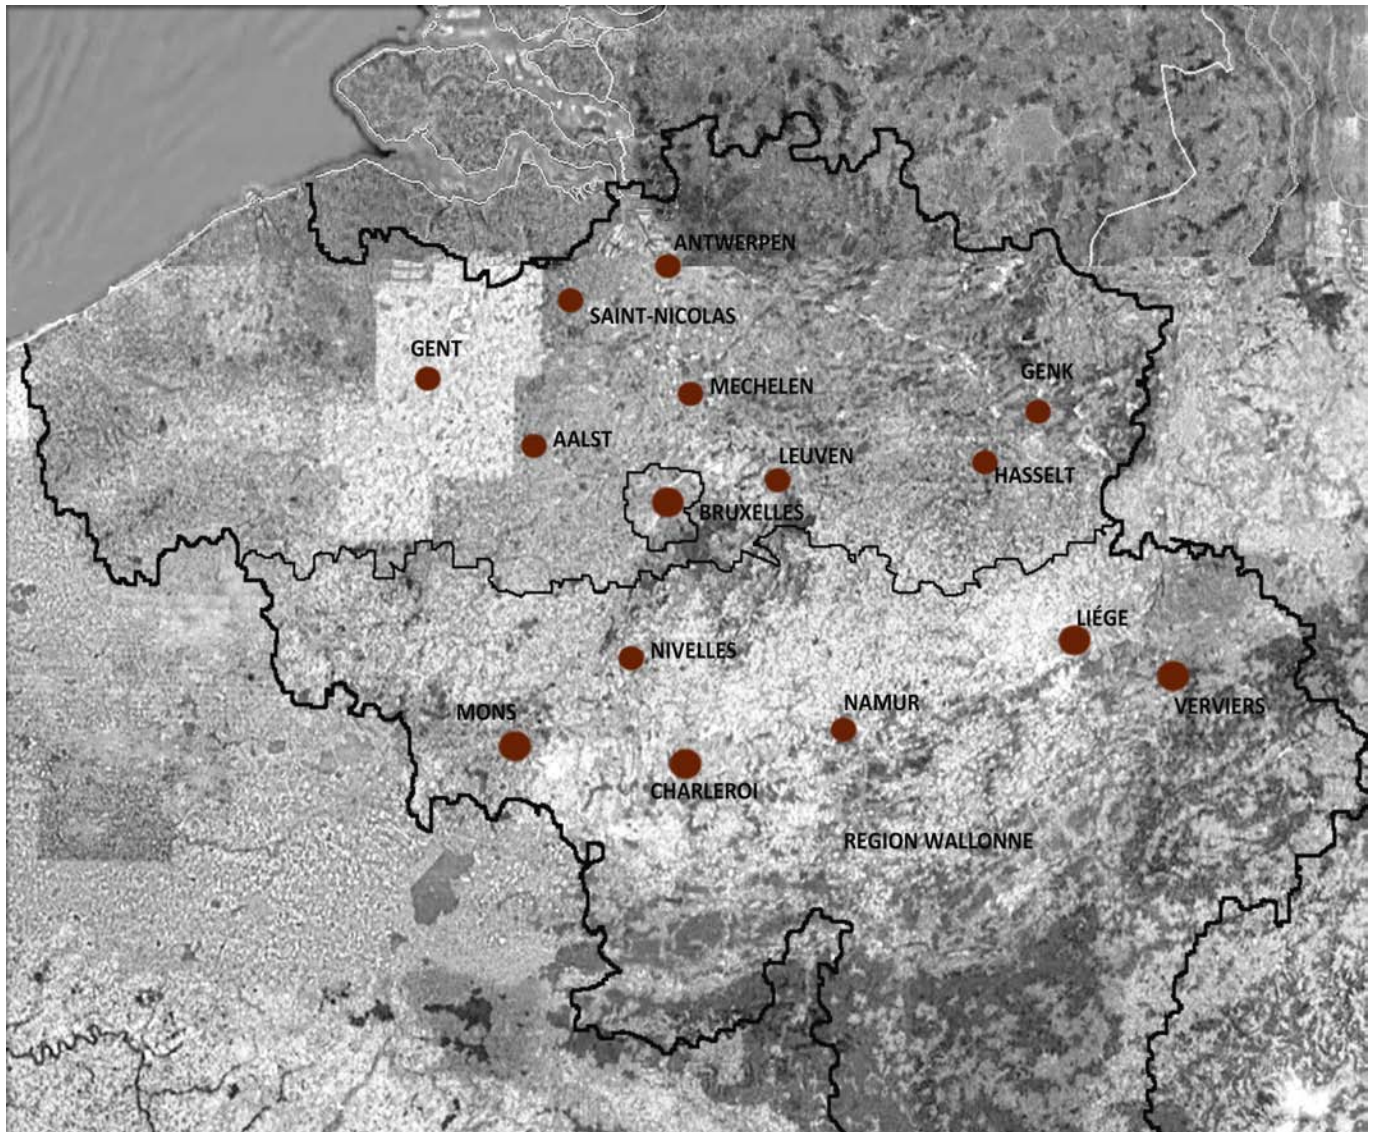 ANTWERPEN
SAINT-NICOLAS
GENT
GENK
MECHELEN
AALST
LEUVEN
HASSELT
BRUXELLES
LIÉGE
NIVELLES
VERVIERS
NAMUR
MONS
CHARLEROI
REGION WALLONNE